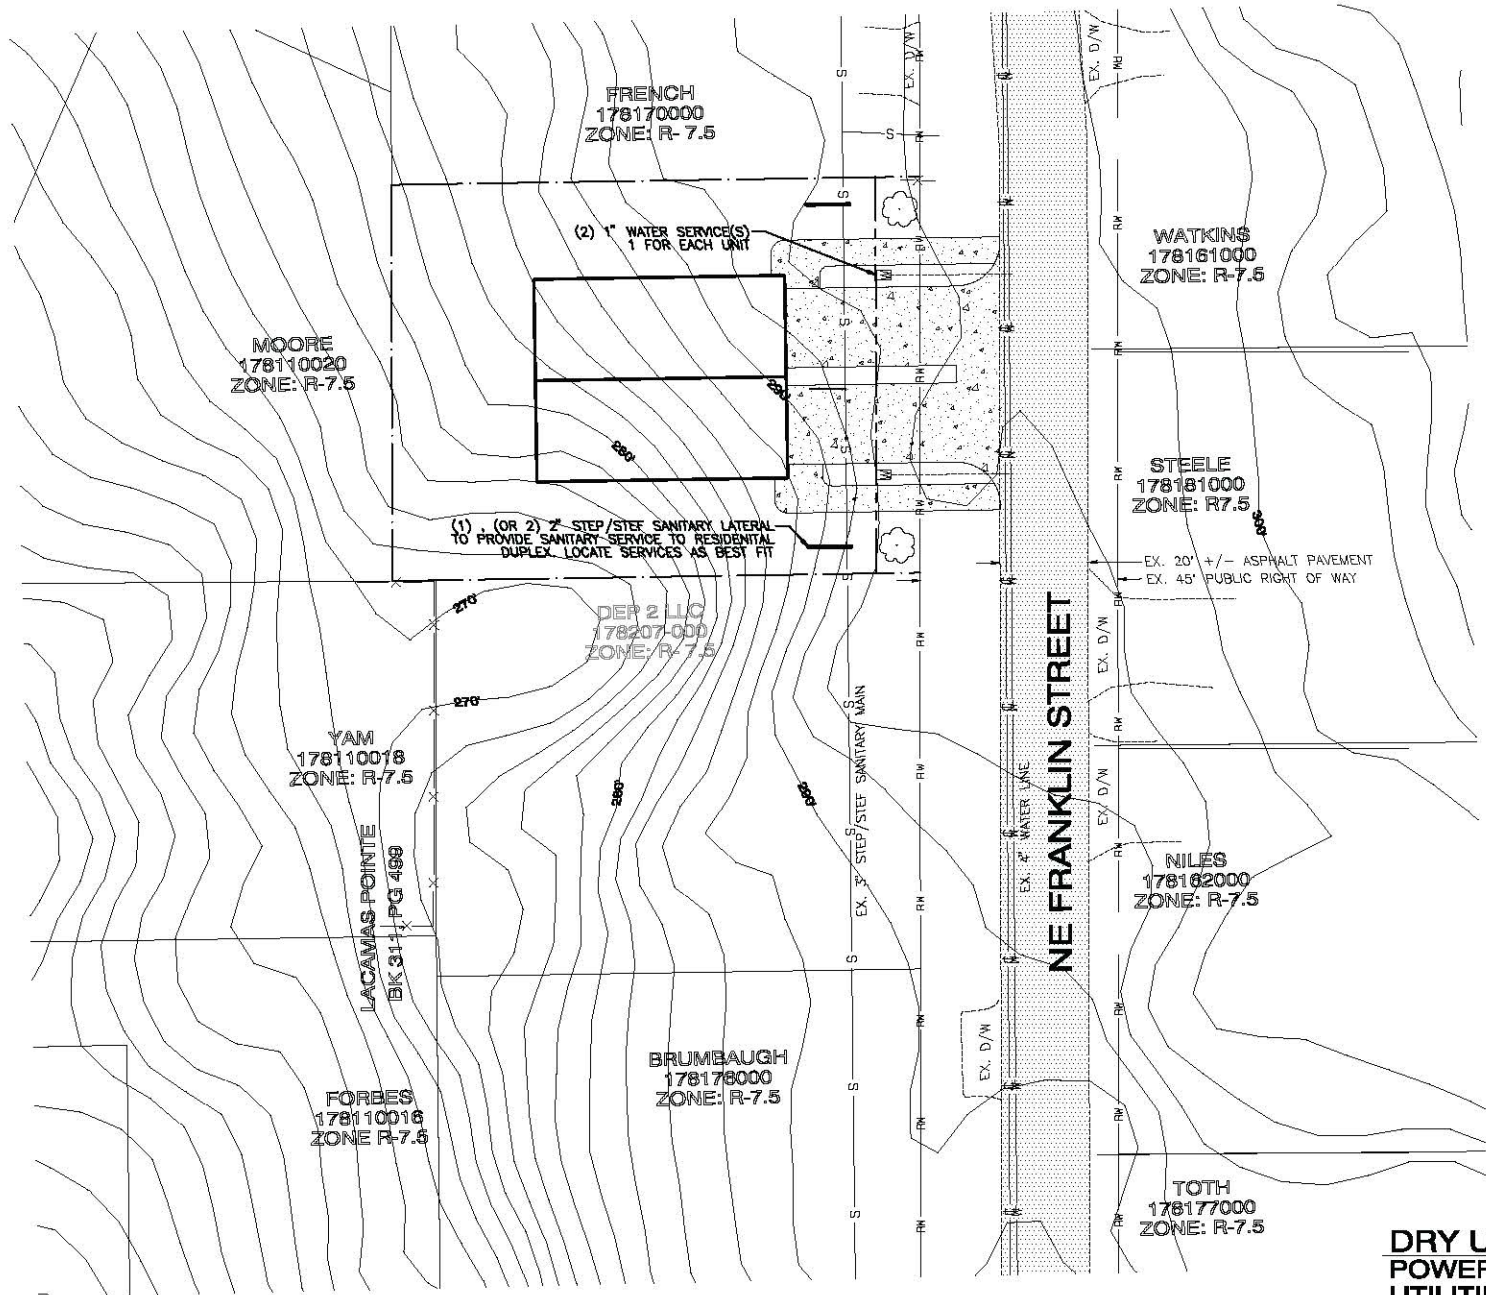 FRENCH
178170000
ZONE: R- 7.5
EX. D/W
EX. D/W
(2) 1" WATER SERVICE(S)
1 FOR EACH UNIT
WATKINS
178161000
ZONE: R-7.5
MOORE
178110020
ZONE: R-7.5
290'
280'
STEELE
178181000
ZONE: R7.5
300'
(1) , (OR 2) 2" STEP/STEF SANITARY LATERAL
TO PROVIDE SANITARY SERVICE TO RESIDENITAL
DUPLEX. LOCATE SERVICES AS BEST FIT
EX. 20' +/- ASPHALT PAVEMENT
EX. 45' PUBLIC RIGHT OF WAY
270'
DEP 2 LLC
178207-000
ZONE: R- 7.5
270'
EX. D/W
NE FRANKLIN STREET
YAM
178110018
ZONE: R-7.5
280'
290'
EX. 3" STEP/STEF SANITARY MAIN
EX. 4" WATER LINE
EX. D/W
LACAMAS POINTE
BK 311, PG 499
NILES
178162000
ZONE: R-7.5
EX. D/W
BRUMBAUGH
178178000
ZONE: R-7.5
FORBES
178110016
ZONE R-7.5
TOTH
178177000
ZONE: R-7.5
DRY U
POWER
UTILITI